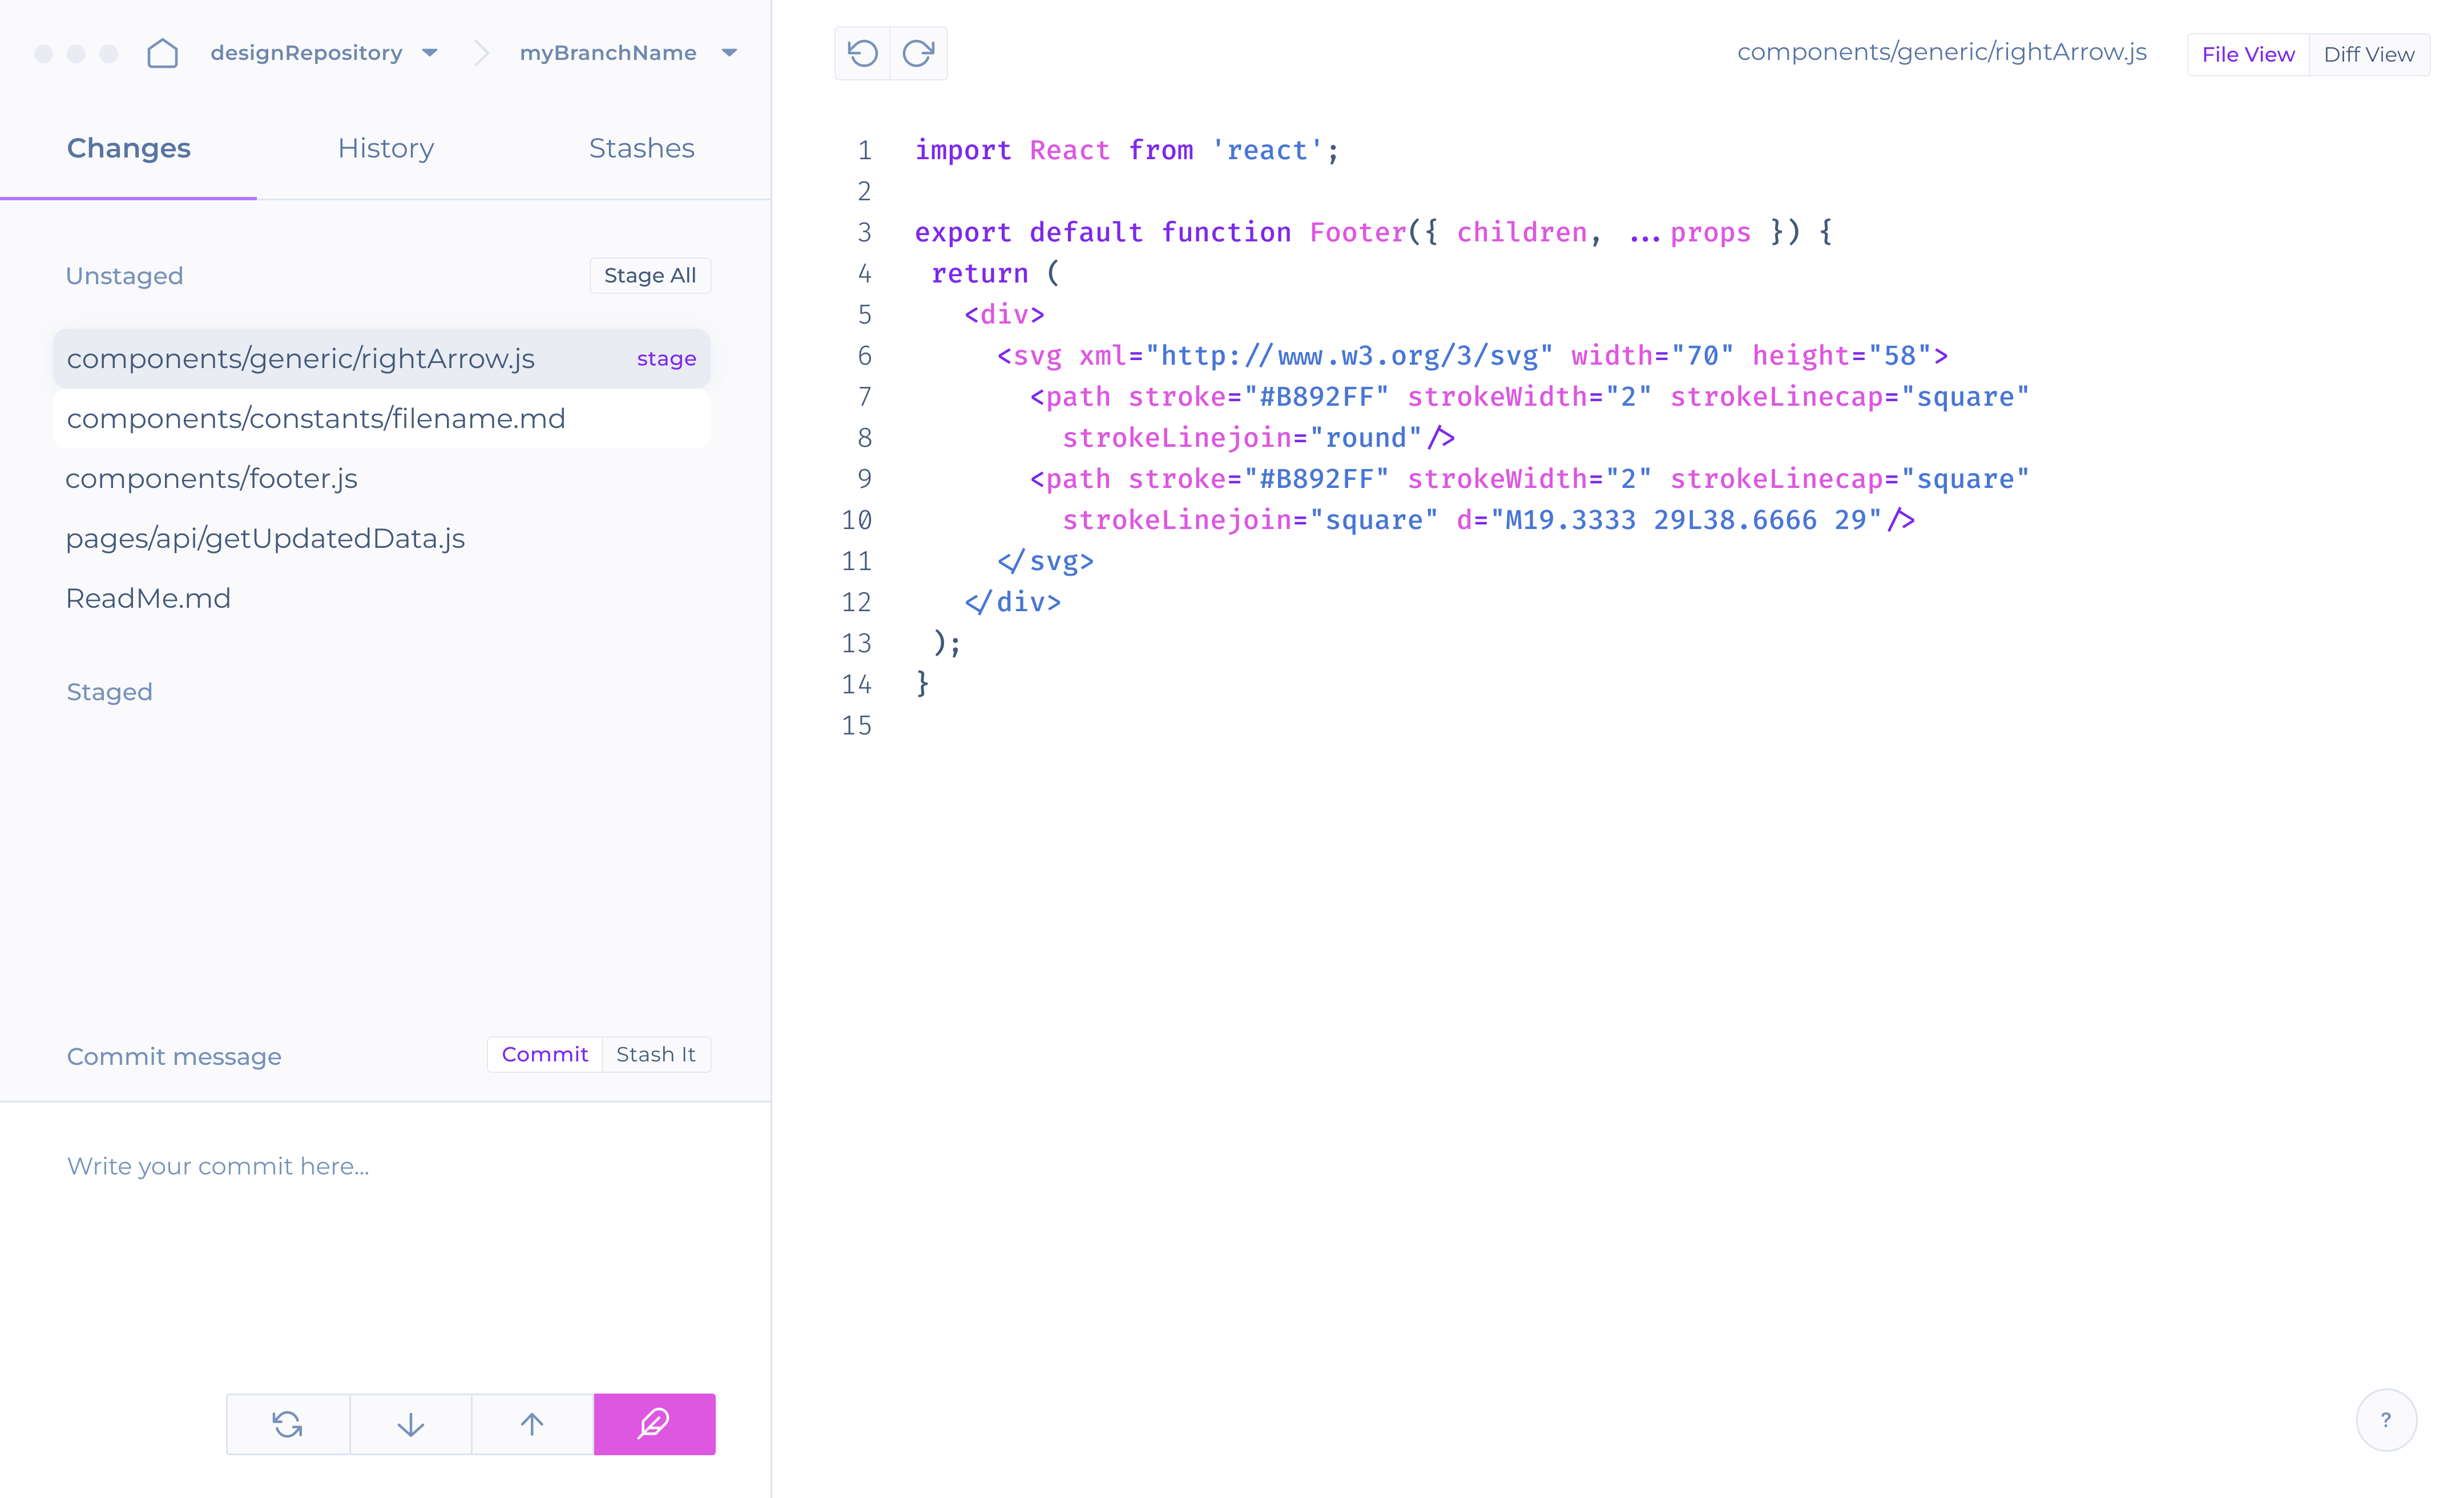 designRepository
myBranchName
Changes
History
Stashes
Unstaged
Stage All
components/generic/rightArrow.js
stage
components/constants/filename.md
components/footer.js
pages/api/getUpdatedData.js
ReadMe.md
Staged
Commit message
Commit
Stash It
Write your commit here...
components/generic/rightArrow.js
File View
Diff View
1 import React from 'react';
2
3 export default function Footer({ children, ...props }) {
4 return (
5 <div>
6 <svg xml="http://www.w3.org/3/svg" width="70" height="58">
7 <path stroke="#B892FF" strokeWidth="2" strokeLinecap="square"
8 strokeLinejoin="round"/>
9 <path stroke="#B892FF" strokeWidth="2" strokeLinecap="square"
10 strokeLinejoin="square" d="M19.3333 29L38.6666 29"/>
11 </svg>
12 </div>
13 );
14 }
15
?